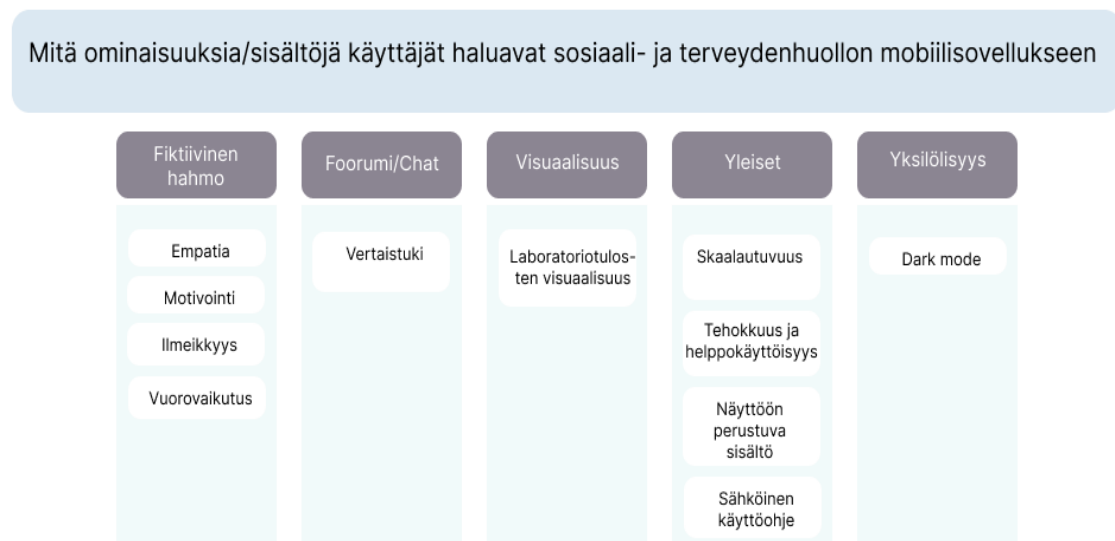 Mitä ominaisuuksia/sisältöjä käyttäjät haluavat sosiaali- ja terveydenhuollon mobiilisovellukseen
Fiktiivinen
hahmo
Empatia
Motivointi
Ilmeikkyys
Vuorovaikutus
Foorumi/Chat
Vertaistuki
Visuaalisuus
Laboratoriotulos-
ten visuaalisuus
Yleiset
Skaalautuvuus
Tehokkuus ja
helppokäyttöisyys
Näyttöön
perustuva
sisältö
Sähköinen
käyttöohje
Yksilölisyys
Dark mode